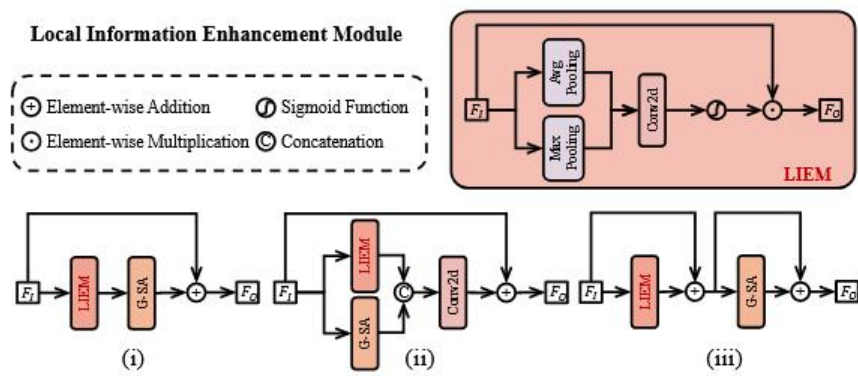 Local Information Enhancement Module
Element-wise Addition
Sigmoid Function
Element-wise Multiplication
Concatenation
F_I
Avg Pooling
Max Pooling
Conv2d
F_O
LIEM
F_I
LIEM
G-SA
F_O
(i)
F_I
LIEM
G-SA
C
Conv2d
F_O
(ii)
F_I
LIEM
G-SA
F_O
(iii)